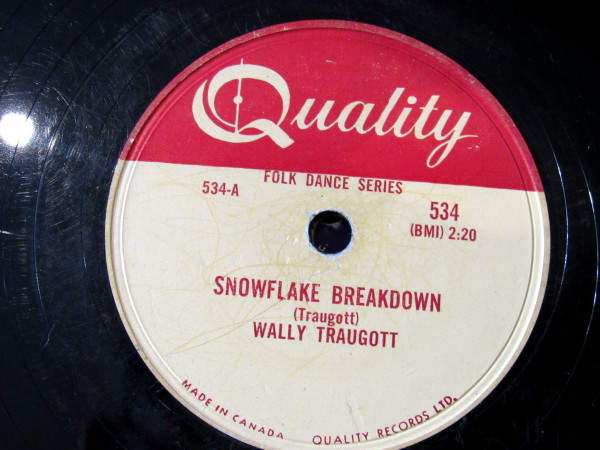 Quality
FOLK DANCE SERIES
534-A
534
(BMI) 2:20
SNOWFLAKE BREAKDOWN
(Traugott)
WALLY TRAUGOTT
MADE IN CANADA QUALITY RECORDS LTD.